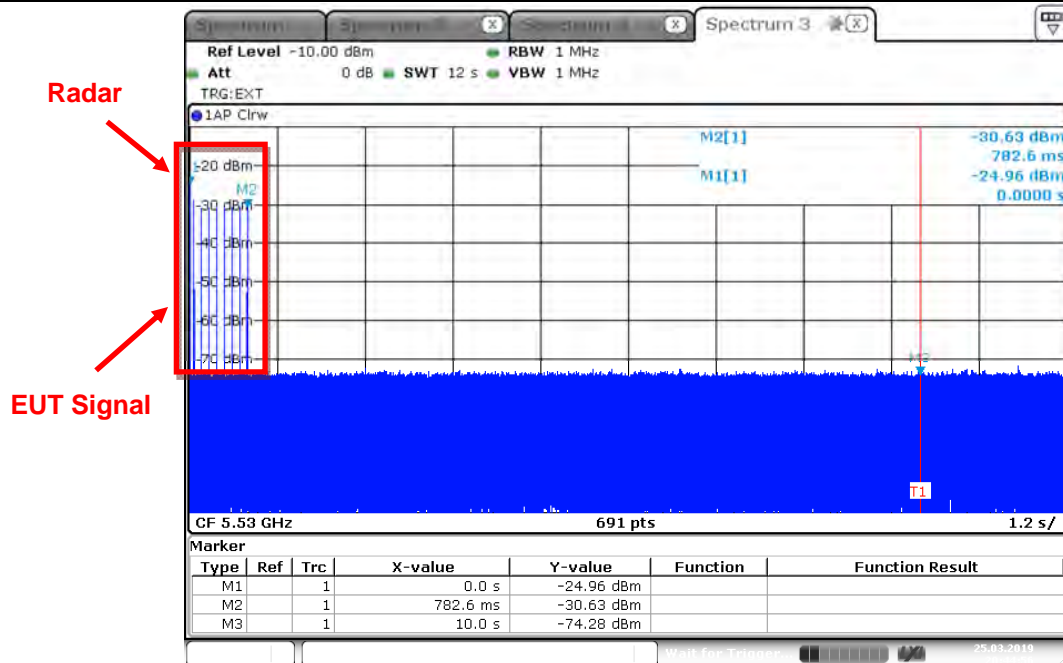 Spectrum 3
Ref Level -10.00 dBm RBW 1 MHz
Att 0 dB SWT 12 s VBW 1 MHz
TRG:EXT
1AP Clrw
Radar
EUT Signal
M2[1] -30.63 dBm
782.6 ms
M1[1] -24.96 dBm
0.0000 s
-20 dBm
M2
-30 dBm
-40 dBm
-50 dBm
-60 dBm
-70 dBm
M3
T1
CF 5.53 GHz 691 pts 1.2 s/
Marker
Type Ref Trc X-value Y-value Function Function Result
M1 1 0.0 s -24.96 dBm
M2 1 782.6 ms -30.63 dBm
M3 1 10.0 s -74.28 dBm
Wait for Trigger... 25.03.2019